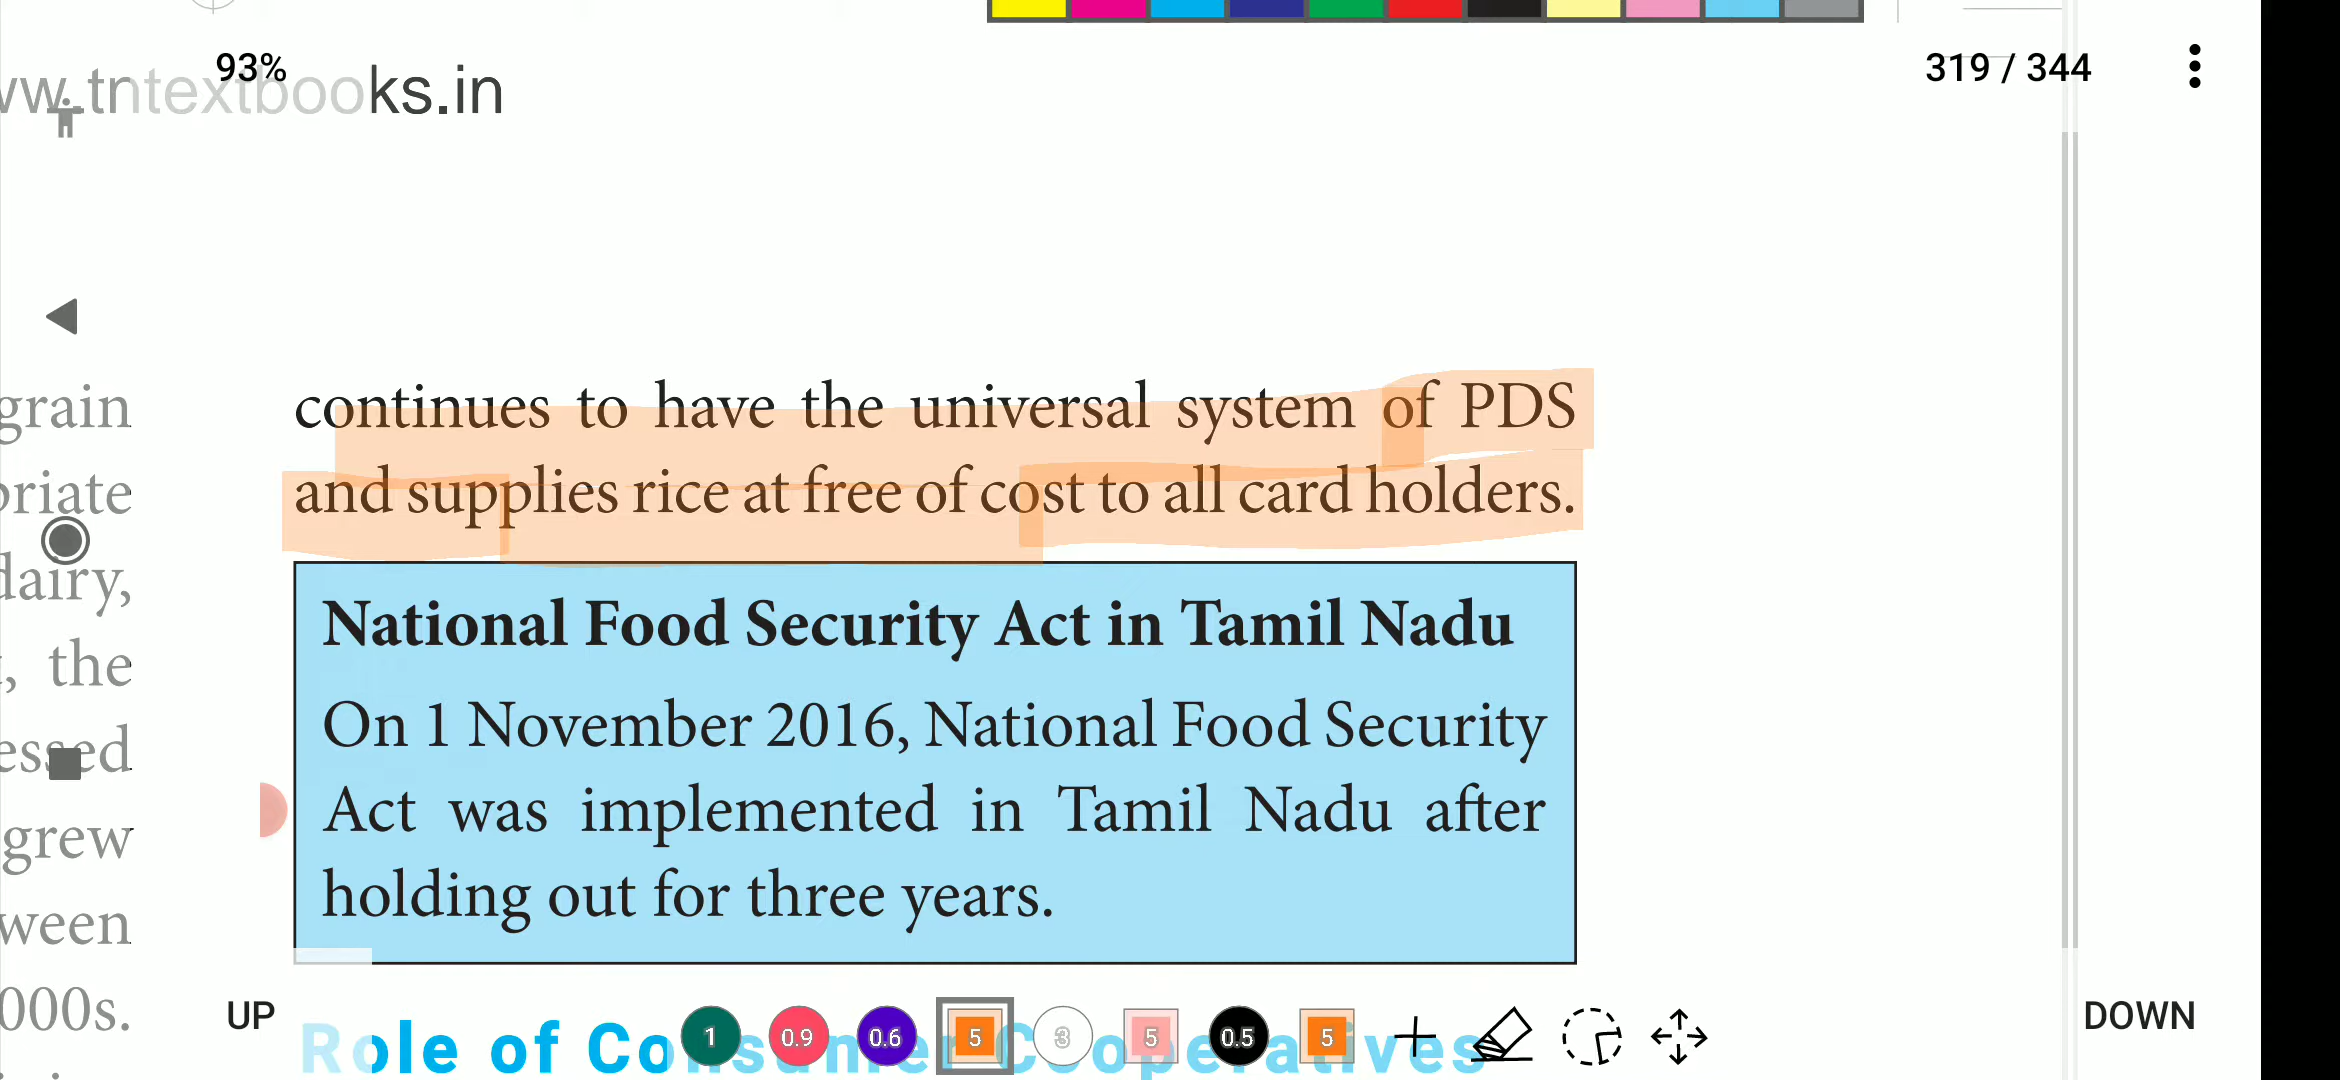 93%
319 / 344
ww.tntextbooks.in
grain
priate
dairy,
, the
essed
grew
ween
000s.
continues to have the universal system of PDS
and supplies rice at free of cost to all card holders.
National Food Security Act in Tamil Nadu
On 1 November 2016, National Food Security
Act was implemented in Tamil Nadu after
holding out for three years.
UP
DOWN
Role of Consumer Cooperatives
1
0.9
0.6
5
3
5
0.5
5